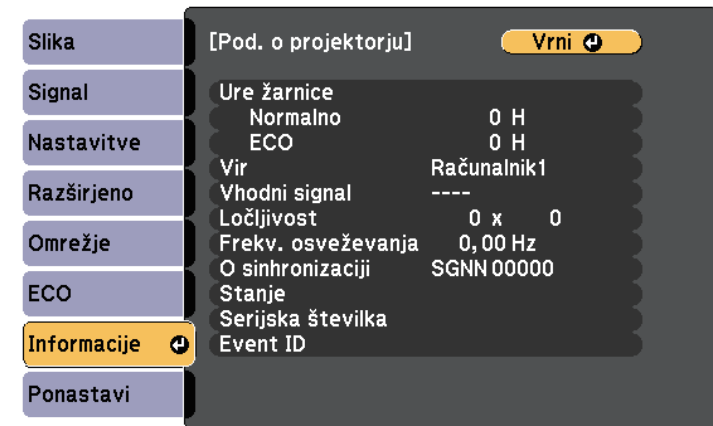 Slika
Signal
Nastavitve
Razširjeno
Omrežje
ECO
Informacije
Ponastavi
[Pod. o projektorju] Vrni
Ure žarnice
Normalno 0 H
ECO 0 H
Vir Računalnik1
Vhodni signal ----
Ločljivost 0 x 0
Frekv. osveževanja 0,00 Hz
O sinhronizaciji SGNN 00000
Stanje
Serijska številka
Event ID